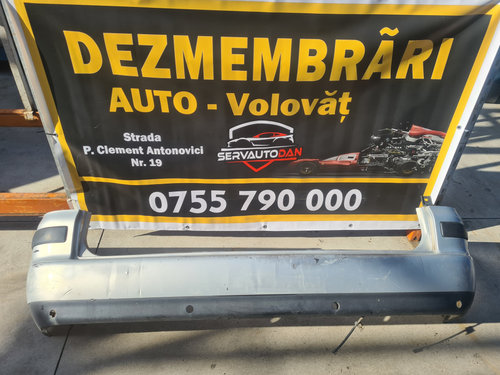 DEZMEMBRĂRI
AUTO - Volovăț
Strada
P. Clement Antonovici
Nr. 19
SERVAUTODAN
0755 790 000